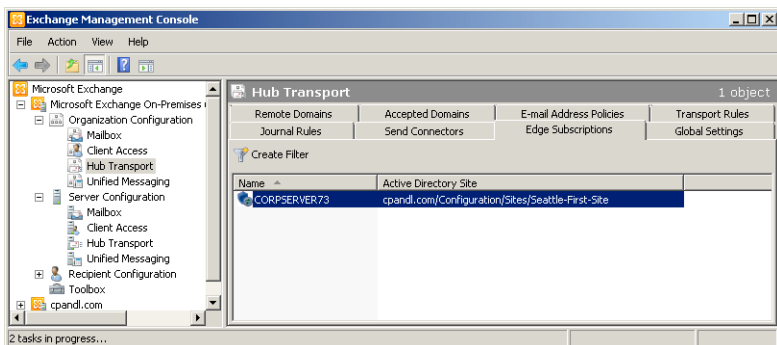 Exchange Management Console
File Action View Help
Microsoft Exchange
Microsoft Exchange On-Premises
Organization Configuration
Mailbox
Client Access
Hub Transport
Unified Messaging
Server Configuration
Mailbox
Client Access
Hub Transport
Unified Messaging
Recipient Configuration
Toolbox
cpandl.com
Hub Transport 1 object
Remote Domains Accepted Domains E-mail Address Policies Transport Rules
Journal Rules Send Connectors Edge Subscriptions Global Settings
Create Filter
Name Active Directory Site
CORPSERVER73 cpandl.com/Configuration/Sites/Seattle-First-Site
2 tasks in progress...